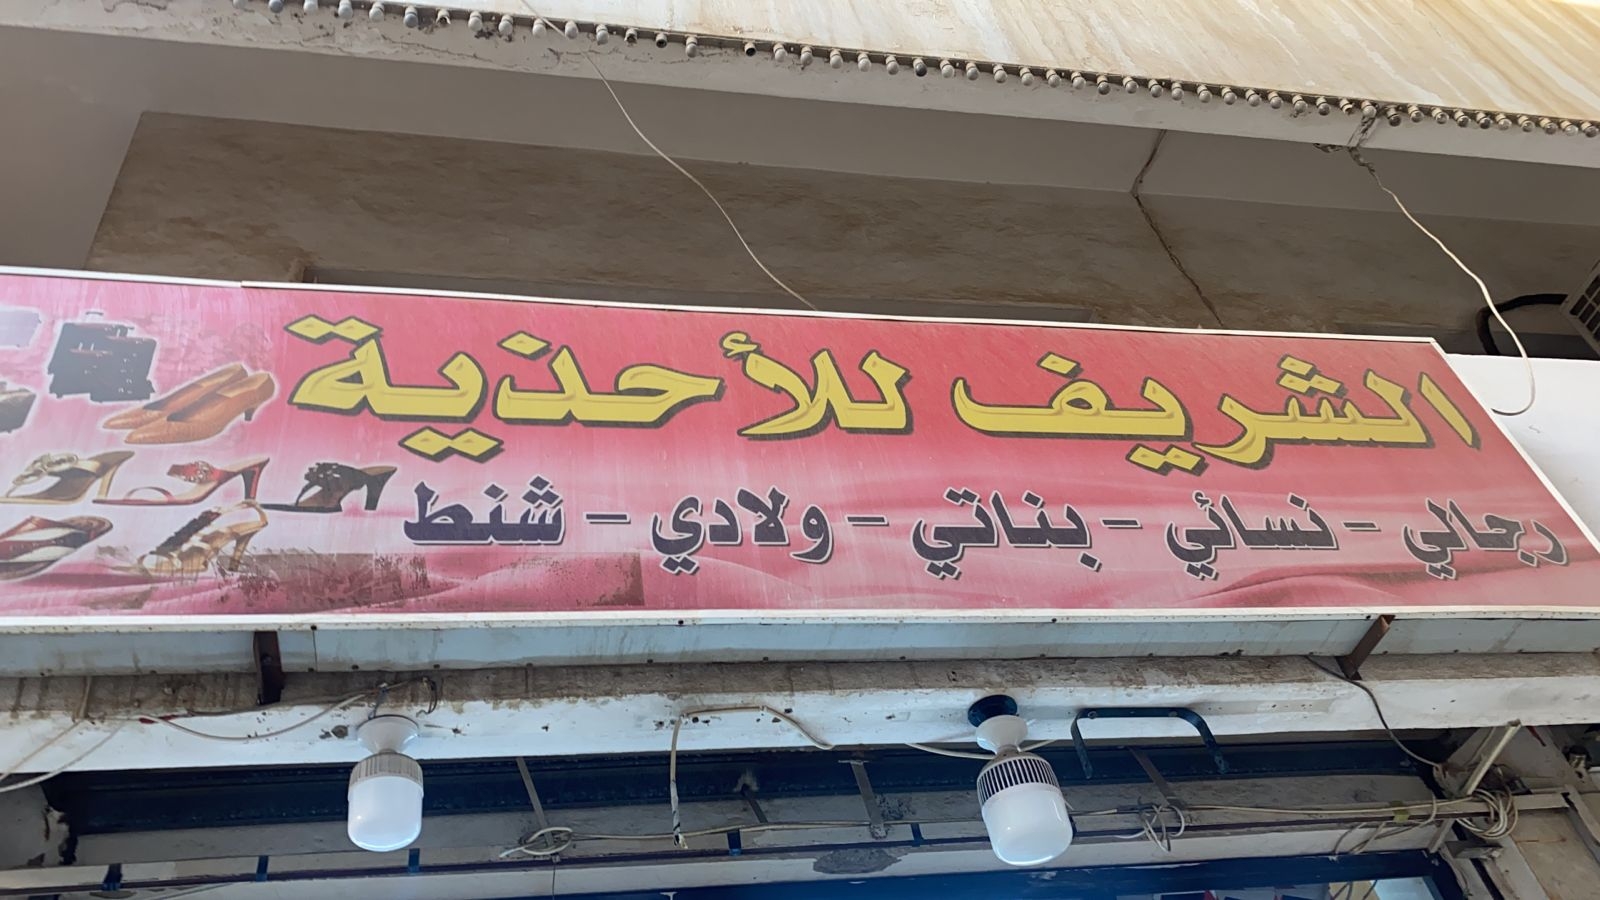 الشريف للأحذية
رجالي - نسائي - بناتي - ولادي - شنط